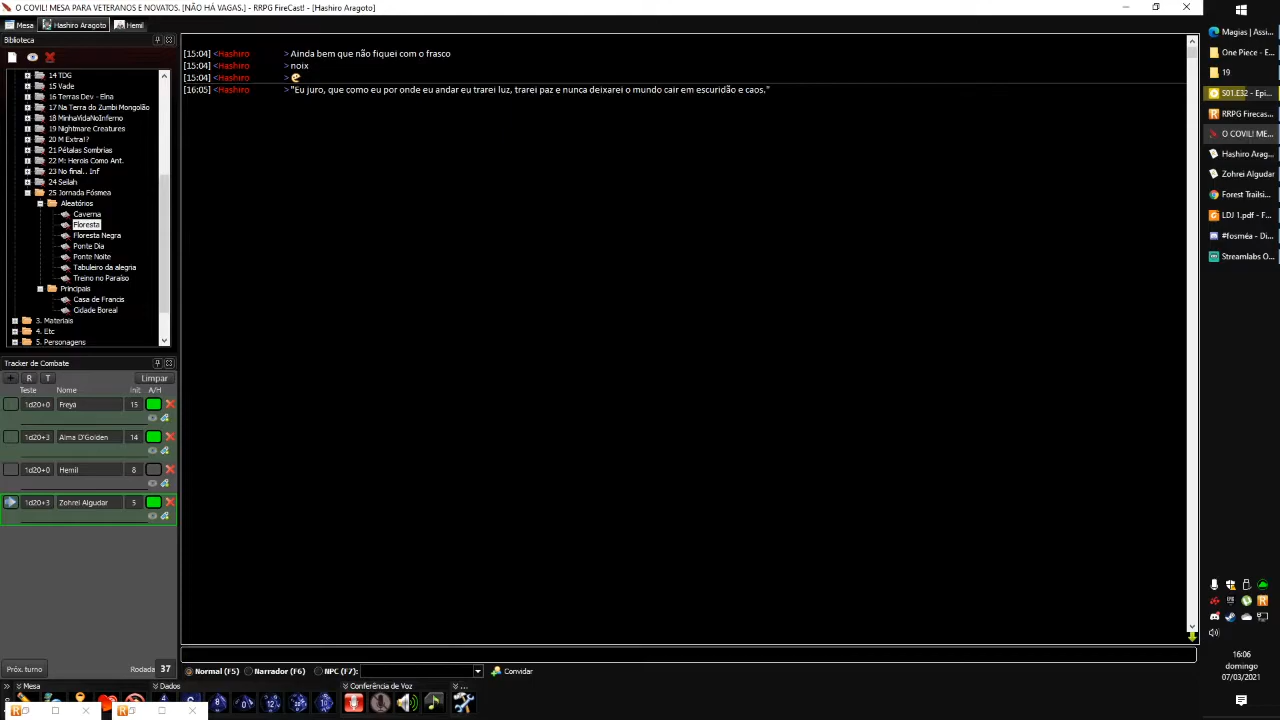 O COVIL! MESA PARA VETERANOS E NOVATOS. [NÃO HÁ VAGAS.] - RRPG FireCast! - [Hashiro Aragoto]
Mesa
Hashiro Aragoto
Hemil
Biblioteca
14 TDG
15 Vade
16 Terras Dev - Elna
17 Na Terra do Zumbi Mongolão
18 MinhaVidaNoInferno
19 Nightmare Creatures
20 M Extra!?
21 Pétalas Sombrias
22 M: Herois Como Ant.
23 No final.. Inf
24 Seilah
25 Jornada Fósmea
Aleatórios
Caverna
Floresta
Floresta Negra
Ponte Dia
Ponte Noite
Tabuleiro da alegria
Treino no Paraíso
Principais
Casa de Francis
Cidade Boreal
3. Materiais
4. Etc
5. Personagens
[15:04] <Hashiro > Ainda bem que não fiquei com o frasco
[15:04] <Hashiro > noix
[15:04] <Hashiro >
[16:05] <Hashiro > "Eu juro, que como eu por onde eu andar eu trarei luz, trarei paz e nunca deixarei o mundo cair em escuridão e caos."
Tracker de Combate
+ R T Limpar
Teste Nome Init A/H
1d20+0 Freya 15
1d20+3 Alma D'Golden 14
1d20+0 Hemil 8
1d20+3 Zohrei Algudar 5
Próx. turno Rodada 37
Normal (F5) Narrador (F6) NPC (F7): Convidar
Mesa Dados Conferência de Voz ...
Magias | Assi...
One Piece - E...
19
S01.E32 - Epi...
RRPG Firecas...
O COVIL! ME...
Hashiro Arag...
Zohrei Algudar
Forest Trailsi...
LDJ 1.pdf - F...
#fosméa - Di...
Streamlabs O...
16:06
domingo
07/03/2021